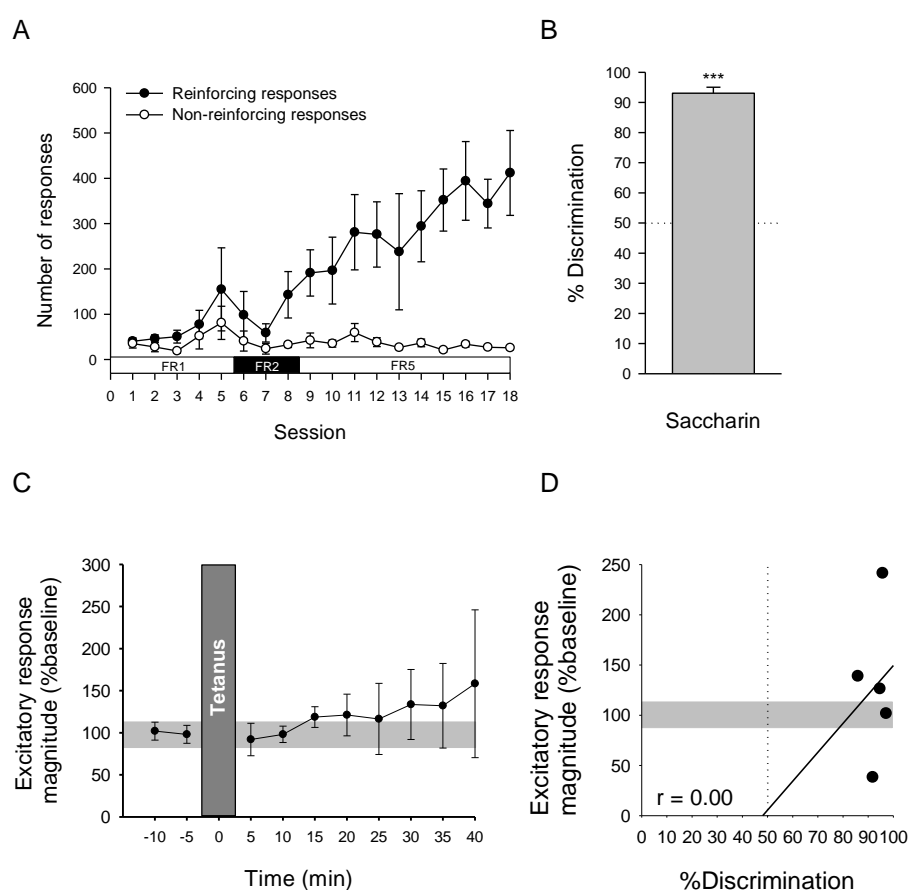 A
Number of responses
600
500
400
300
200
100
0
Reinforcing responses
Non-reinforcing responses
FR1 FR2 FR5
0 1 2 3 4 5 6 7 8 9 10 11 12 13 14 15 16 17 18
Session
B
% Discrimination
100
90
80
70
60
50
40
30
20
10
0
***
Saccharin
C
Excitatory response
magnitude (%baseline)
300
250
200
150
100
50
0
Tetanus
-10 -5 0 5 10 15 20 25 30 35 40
Time (min)
D
Excitatory response
magnitude (%baseline)
250
200
150
100
50
0
r = 0.00
0 10 20 30 40 50 60 70 80 90 100
%Discrimination